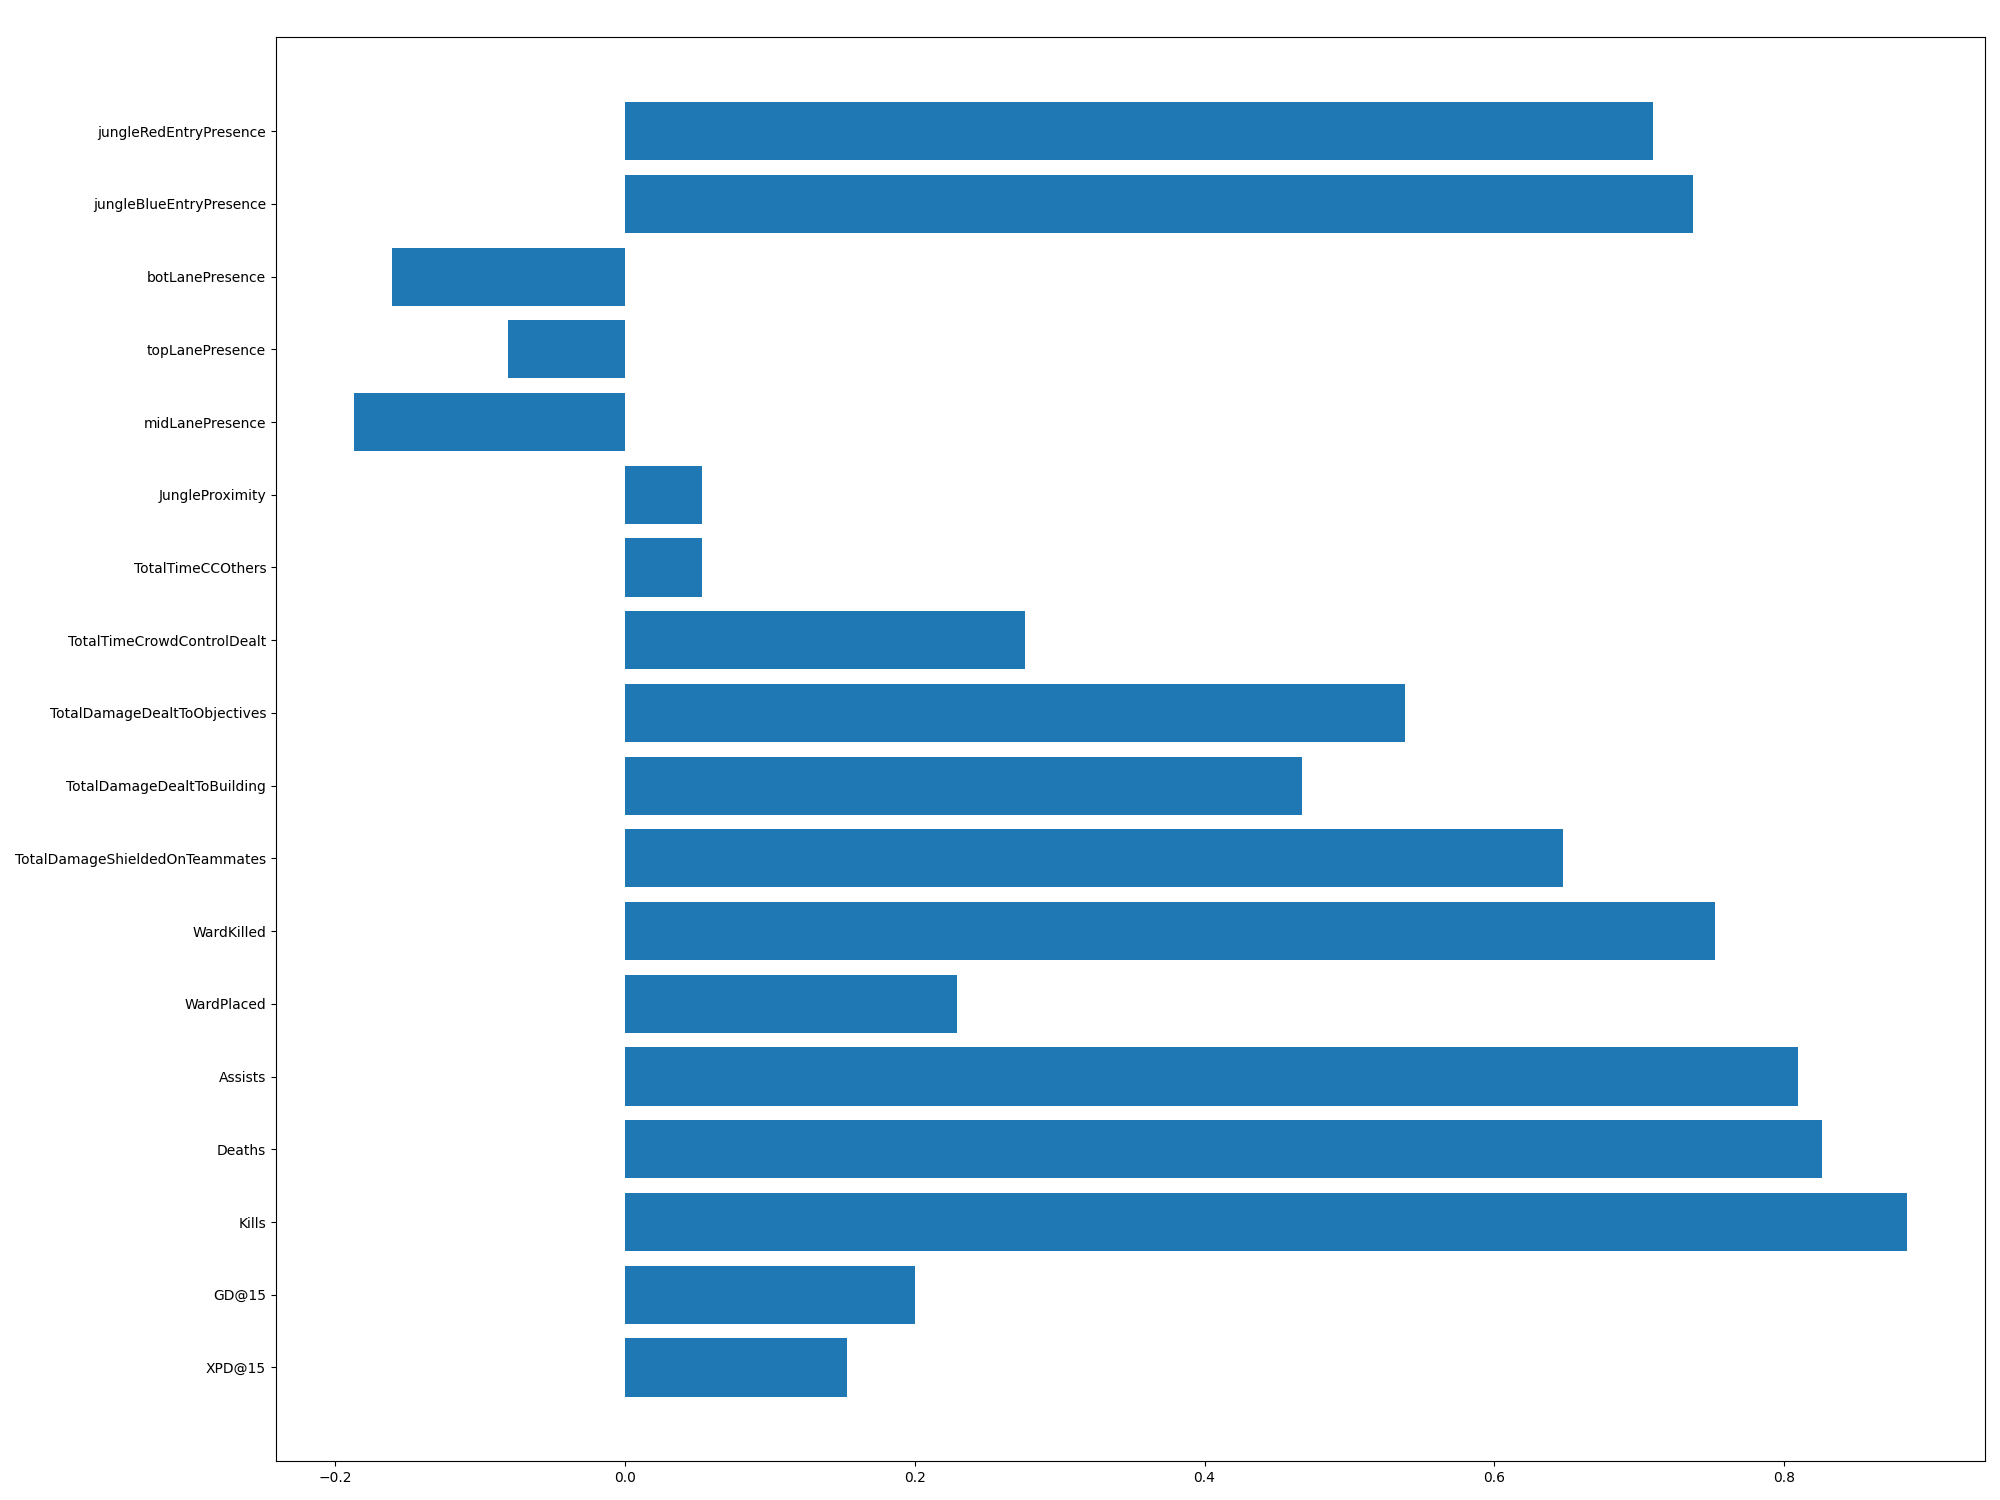 jungleRedEntryPresence
jungleBlueEntryPresence
botLanePresence
topLanePresence
midLanePresence
JungleProximity
TotalTimeCCOthers
TotalTimeCrowdControlDealt
TotalDamageDealtToObjectives
TotalDamageDealtToBuilding
TotalDamageShieldedOnTeammates
WardKilled
WardPlaced
Assists
Deaths
Kills
GD@15
XPD@15
−0.2 0.0 0.2 0.4 0.6 0.8